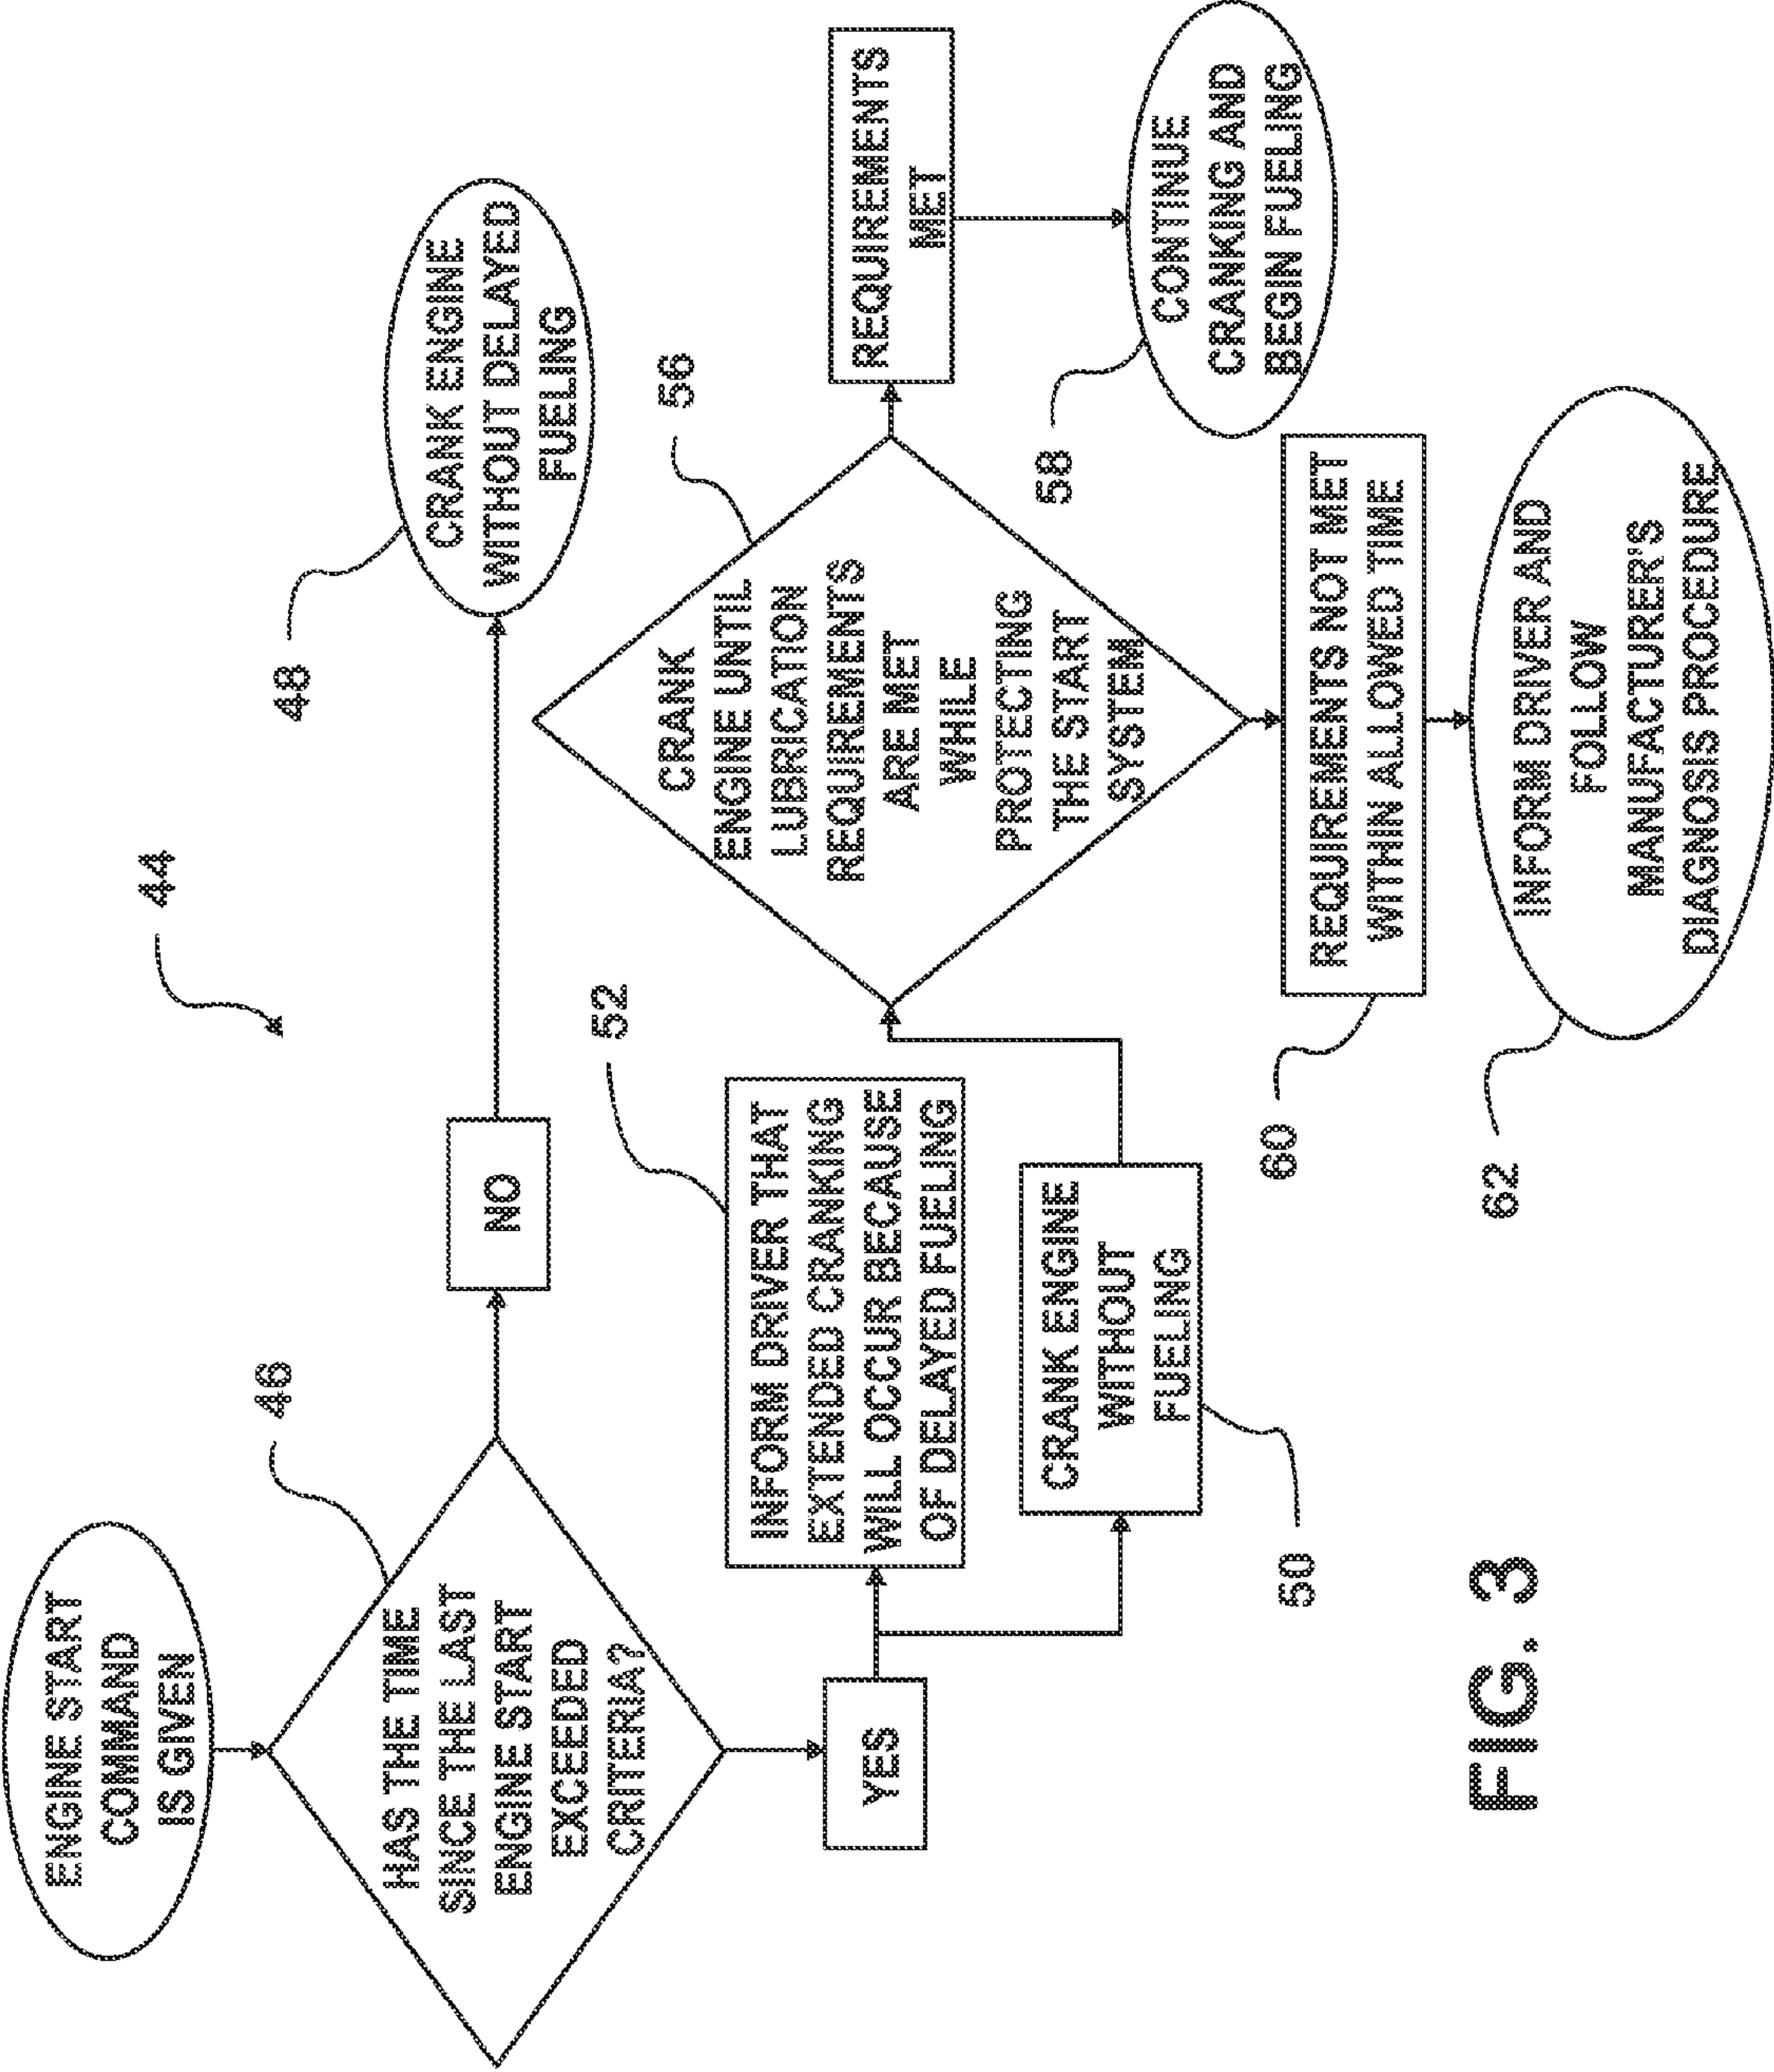 44
ENGINE START
COMMAND
IS GIVEN
46
HAS THE TIME
SINCE THE LAST
ENGINE START
EXCEEDED
CRITERIA?
NO
48
CRANK ENGINE
WITHOUT DELAYED
FUELING
YES
52
INFORM DRIVER THAT
EXTENDED CRANKING
WILL OCCUR BECAUSE
OF DELAYED FUELING
CRANK ENGINE
WITHOUT
FUELING
50
56
CRANK
ENGINE UNTIL
LUBRICATION
REQUIREMENTS
ARE MET
WHILE
PROTECTING
THE START
SYSTEM
REQUIREMENTS
MET
58
CONTINUE
CRANKING AND
BEGIN FUELING
60
REQUIREMENTS NOT MET
WITHIN ALLOWED TIME
62
INFORM DRIVER AND
FOLLOW
MANUFACTURER'S
DIAGNOSIS PROCEDURE
FIG. 3